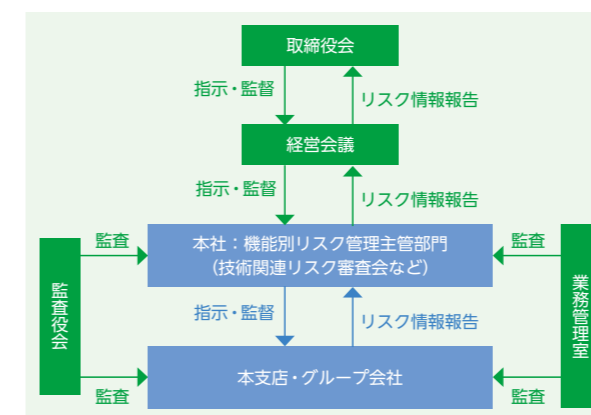 取締役会
指示・監督
リスク情報報告
経営会議
指示・監督
リスク情報報告
監査
本社：機能別リスク管理主管部門
（技術関連リスク審査会など）
監査
監査役会
業務管理室
指示・監督
リスク情報報告
監査
本支店・グループ会社
監査